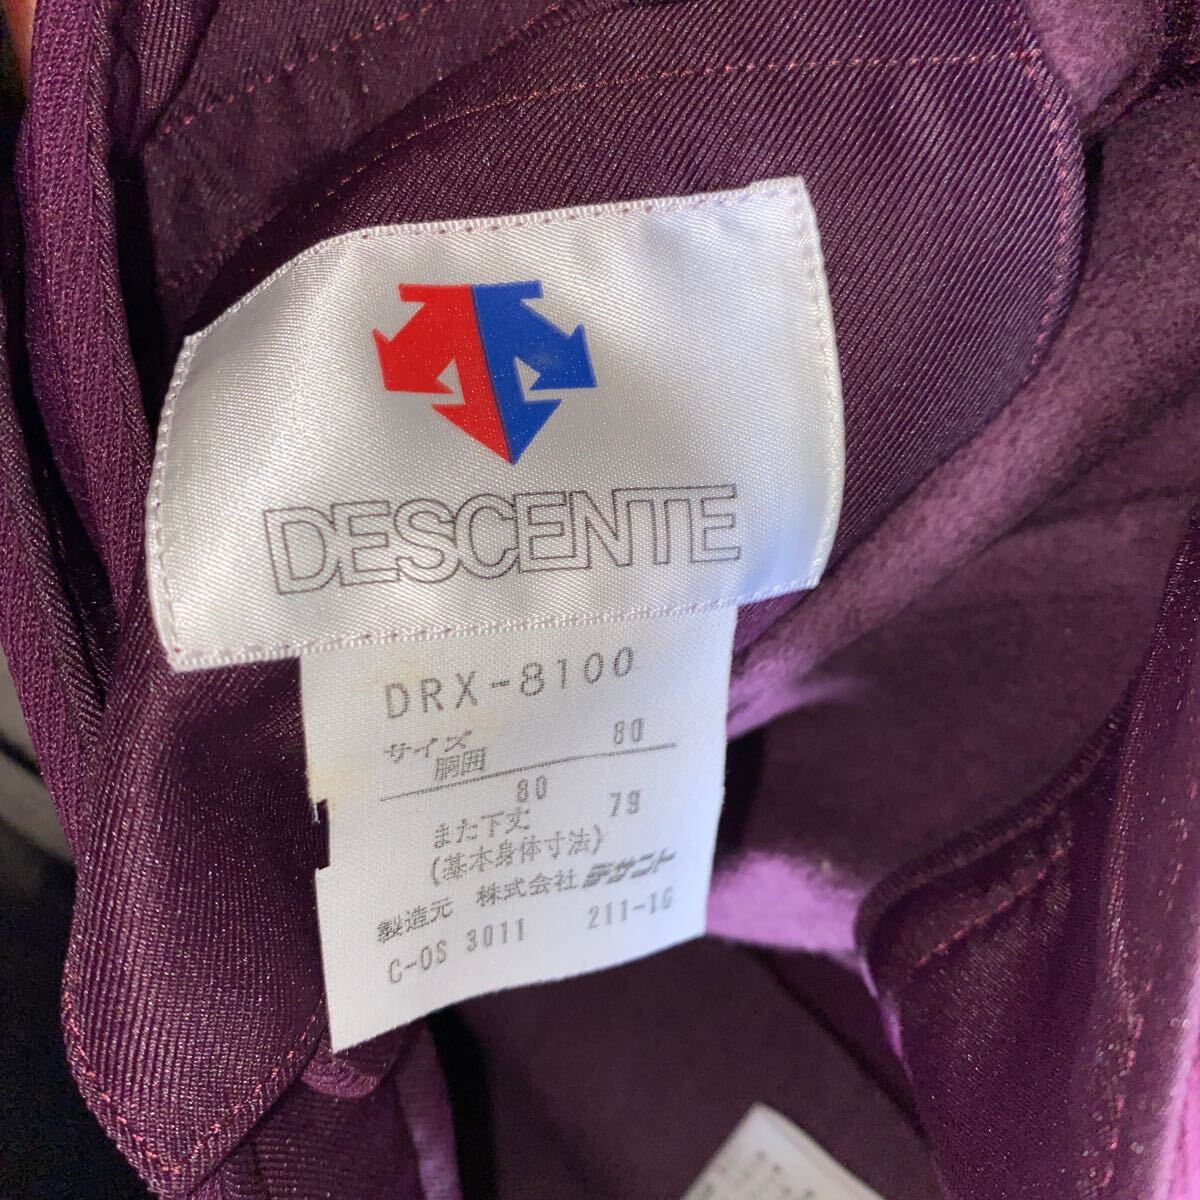 DESCENTE
DRX-8100
サイズ 80
胴囲 80
また下丈 79
(基本身体寸法)
製造元 株式会社デサント
C-OS 3011 211-1G